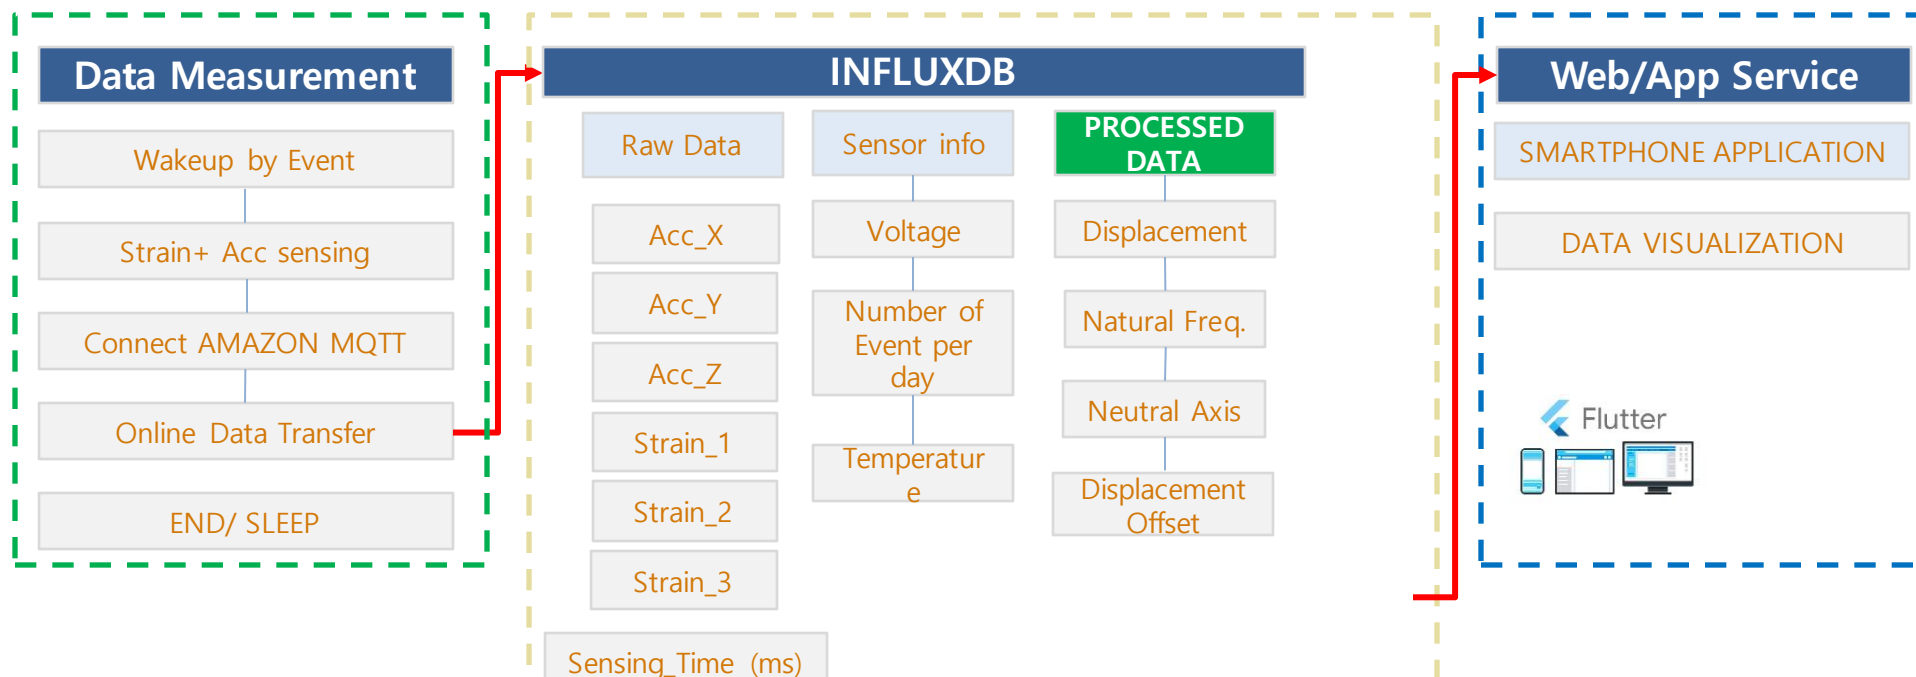 Data Measurement
Wakeup by Event
Strain+ Acc sensing
Connect AMAZON MQTT
Online Data Transfer
END/ SLEEP
INFLUXDB
Raw Data
Acc_X
Acc_Y
Acc_Z
Strain_1
Strain_2
Strain_3
Sensing_Time (ms)
Sensor info
Voltage
Number of
Event per
day
Temperatur
e
PROCESSED
DATA
Displacement
Natural Freq.
Neutral Axis
Displacement
Offset
Web/App Service
SMARTPHONE APPLICATION
DATA VISUALIZATION
Flutter